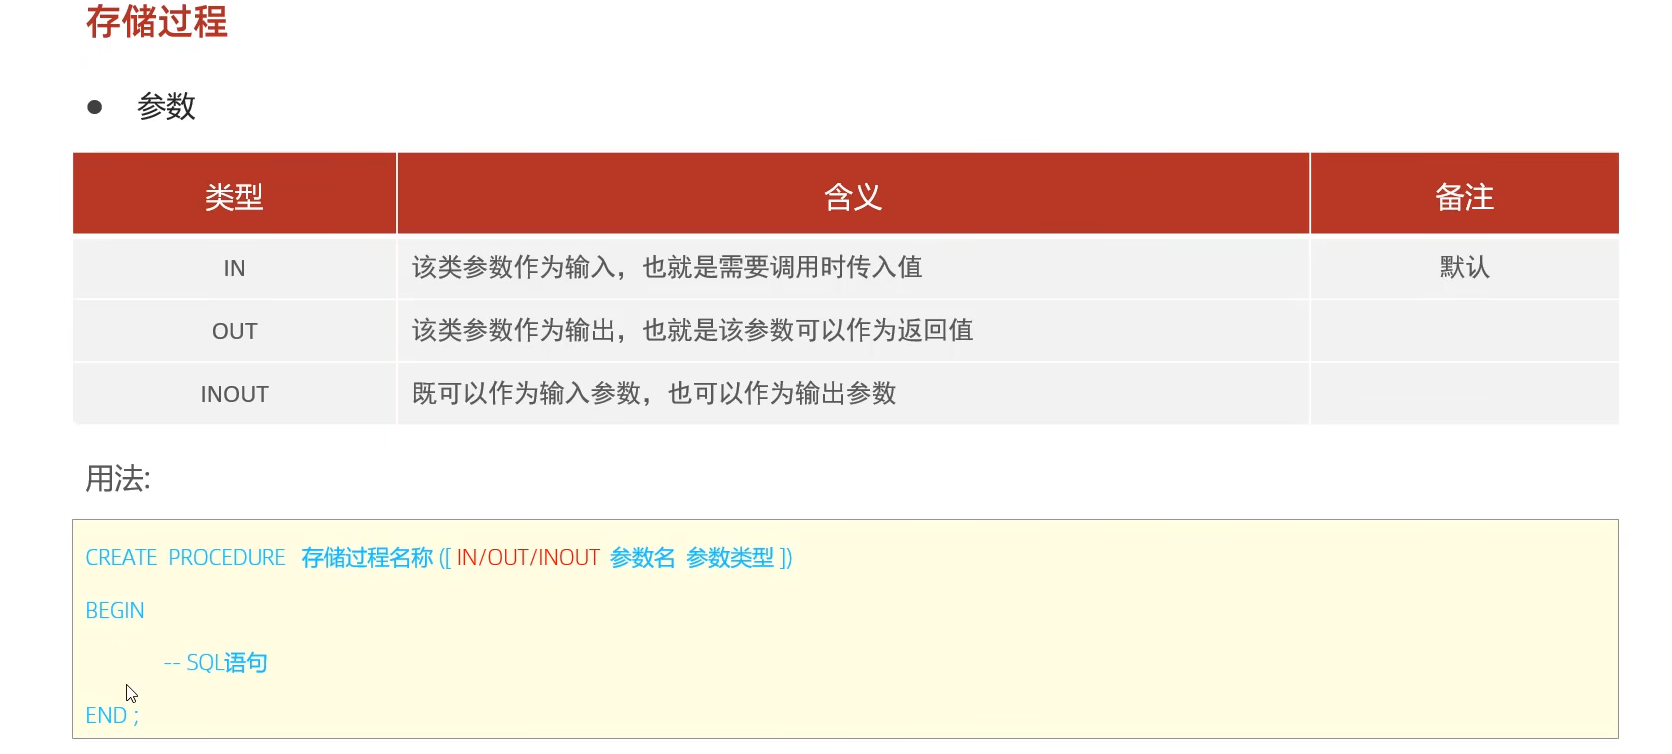 存储过程
● 参数
类型 含义 备注
IN 该类参数作为输入，也就是需要调用时传入值 默认
OUT 该类参数作为输出，也就是该参数可以作为返回值
INOUT 既可以作为输入参数，也可以作为输出参数
用法:
CREATE PROCEDURE 存储过程名称 ([ IN/OUT/INOUT 参数名 参数类型 ])
BEGIN
-- SQL语句
END ;